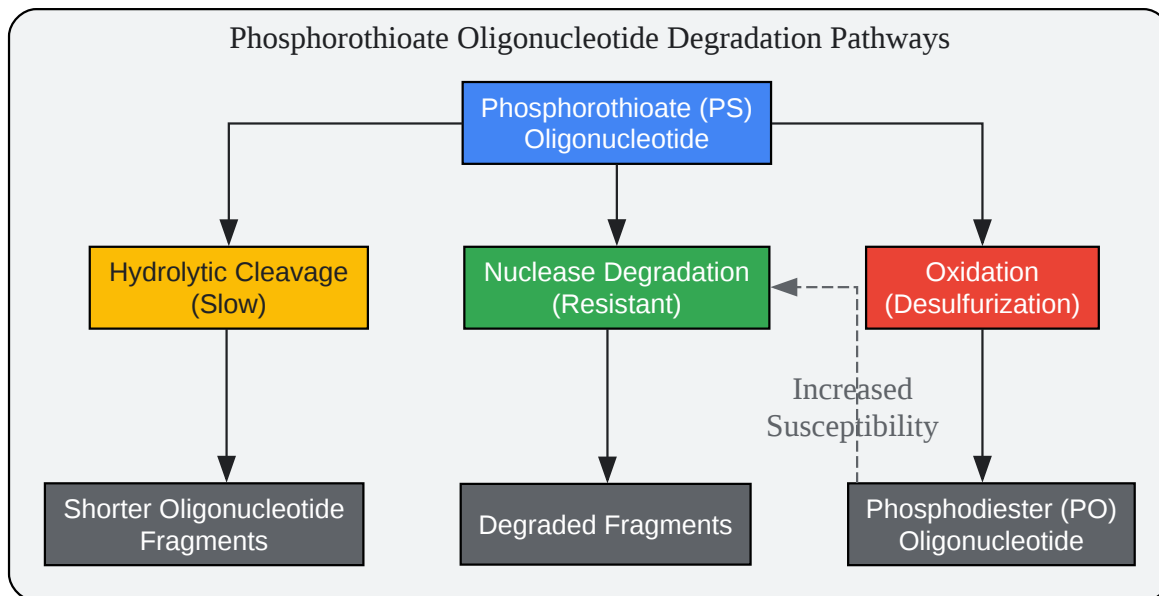 Phosphorothioate Oligonucleotide Degradation Pathways
Phosphorothioate (PS)
Oligonucleotide
Hydrolytic Cleavage
(Slow)
Nuclease Degradation
(Resistant)
Oxidation
(Desulfurization)
Increased
Susceptibility
Shorter Oligonucleotide
Fragments
Degraded Fragments
Phosphodiester (PO)
Oligonucleotide